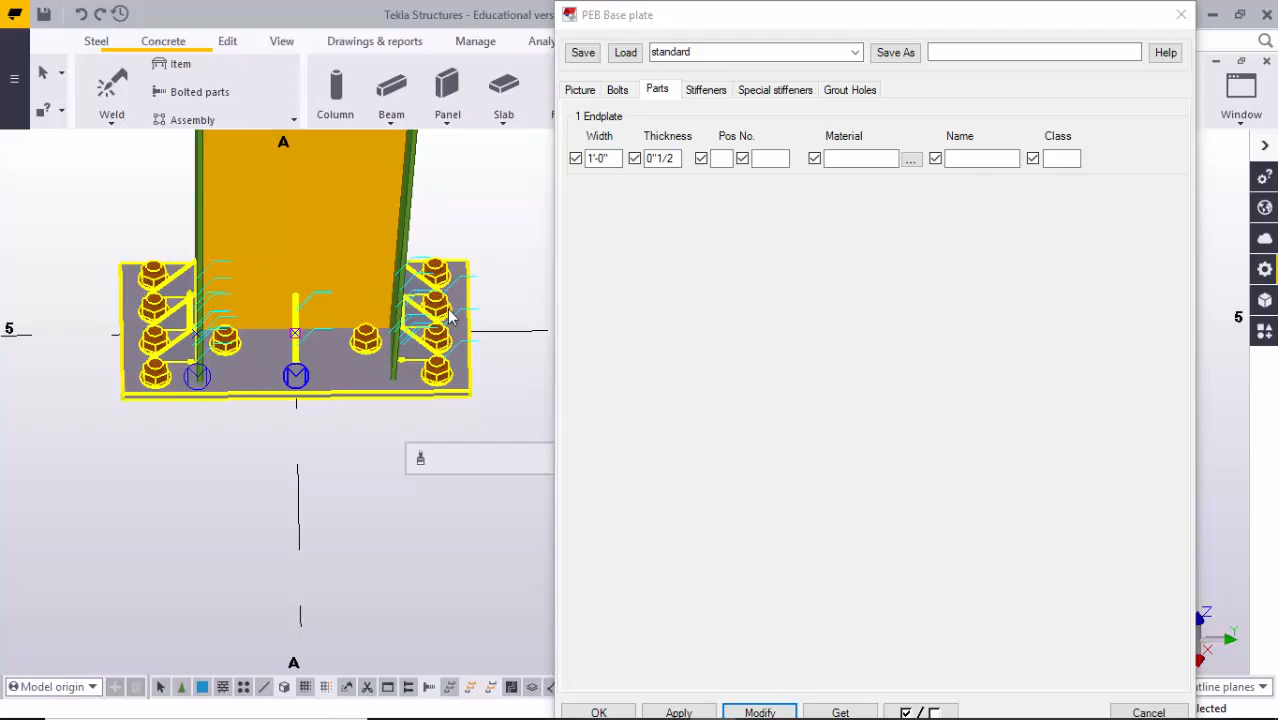 Tekla Structures - Educational vers
PEB Base plate
Save
Load
standard
Save As
Help
Steel
Concrete
Edit
View
Drawings & reports
Manage
Analy
Picture
Bolts
Parts
Stiffeners
Special stiffeners
Grout Holes
Weld
Item
Bolted parts
Assembly
Column
Beam
Panel
Slab
Window
1 Endplate
Width
Thickness
Pos No.
Material
Name
Class
1'-0"
0"1/2
...
A
5
5
A
Z
Y
X
Model origin
utline planes
OK
Apply
Modify
Get
/
Cancel
lected